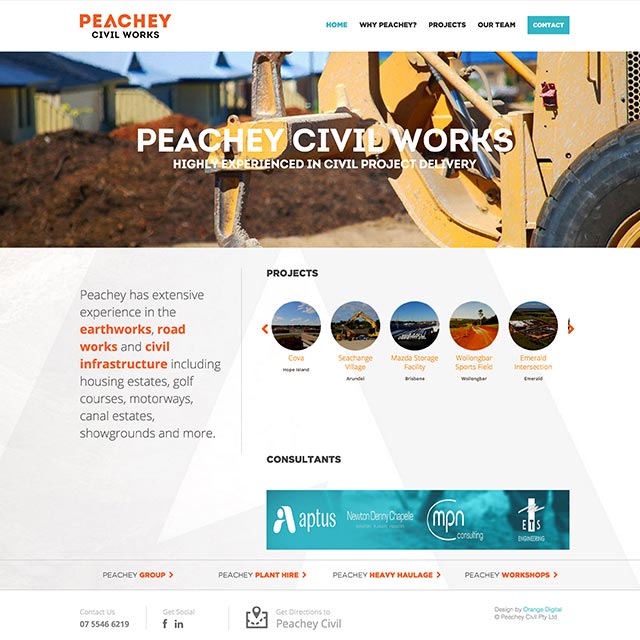 PEACHEY
CIVIL WORKS
HOME WHY PEACHEY? PROJECTS OUR TEAM CONTACT
PEACHEY CIVIL WORKS
HIGHLY EXPERIENCED IN CIVIL PROJECT DELIVERY
Peachey has extensive
experience in the
earthworks, road
works and civil
infrastructure including
housing estates, golf
courses, motorways,
canal estates,
showgrounds and more.
PROJECTS
Cova
Hope Island
Seachange
Village
Arundel
Mazda Storage
Facility
Brisbane
Wollongbar
Sports Field
Wollongbar
Emerald
Intersection
Emerald
CONSULTANTS
aptus
Newton Denny Chapelle
mpn
consulting
ETS
ENGINEERING
PEACHEY GROUP
PEACHEY PLANT HIRE
PEACHEY HEAVY HAULAGE
PEACHEY WORKSHOPS
Contact Us
07 5546 6219
Get Social
f in
Get Directions to
Peachey Civil
Design by Orange Digital
© Peachey Civil Pty Ltd